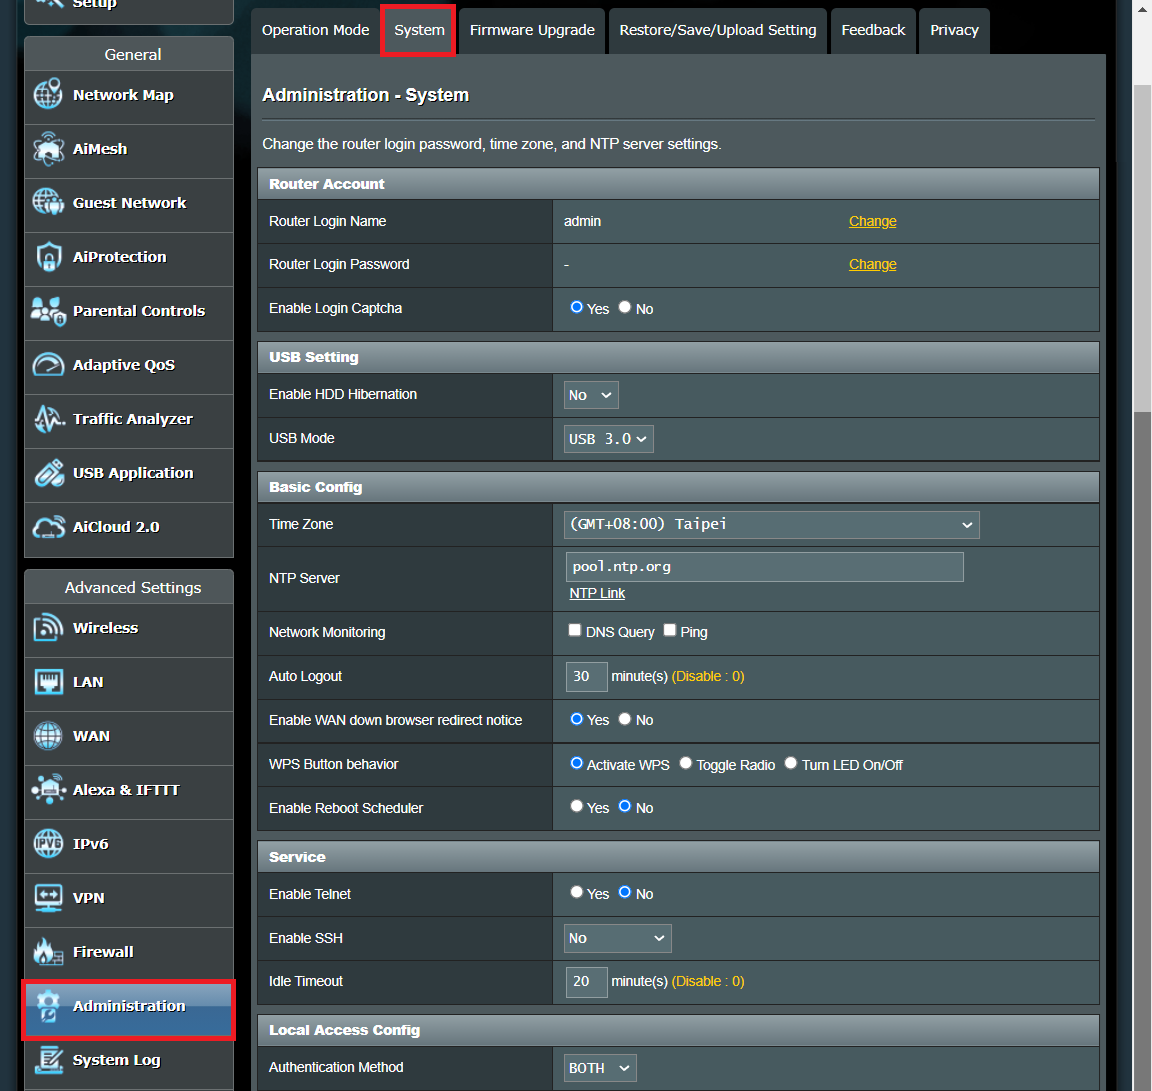 Setup
General
Network Map
AiMesh
Guest Network
AiProtection
Parental Controls
Adaptive QoS
Traffic Analyzer
USB Application
AiCloud 2.0
Advanced Settings
Wireless
LAN
WAN
Alexa & IFTTT
IPv6
VPN
Firewall
Administration
System Log
Operation Mode System Firmware Upgrade Restore/Save/Upload Setting Feedback Privacy
Administration - System
Change the router login password, time zone, and NTP server settings.
Router Account
Router Login Name admin Change
Router Login Password - Change
Enable Login Captcha Yes No
USB Setting
Enable HDD Hibernation No
USB Mode USB 3.0
Basic Config
Time Zone (GMT+08:00) Taipei
NTP Server pool.ntp.org
NTP Link
Network Monitoring DNS Query Ping
Auto Logout 30 minute(s) (Disable : 0)
Enable WAN down browser redirect notice Yes No
WPS Button behavior Activate WPS Toggle Radio Turn LED On/Off
Enable Reboot Scheduler Yes No
Service
Enable Telnet Yes No
Enable SSH No
Idle Timeout 20 minute(s) (Disable : 0)
Local Access Config
Authentication Method BOTH